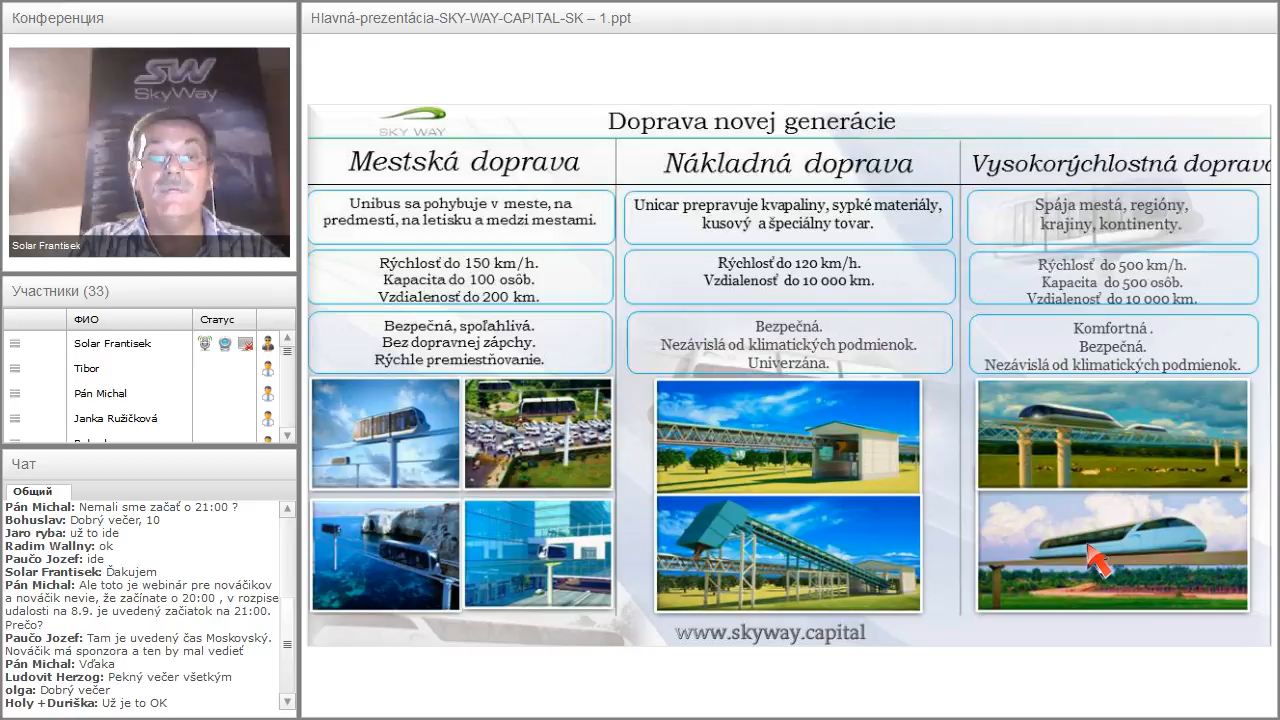 Конференция
SW
SkyWay
Solar Frantisek
Участники (33)
ФИО
Статус
Solar Frantisek
Tibor
Pán Michal
Janka Ružičková
Чат
Общий
Pán Michal: Nemali sme začať o 21:00 ?
Bohuslav: Dobrý večer, 10
Jaro ryba: už to ide
Radim Wallny: ok
Paučo Jozef: ide
Solar Frantisek: Ďakujem
Pán Michal: Ale toto je webinár pre nováčikov
a nováčik nevie, že začínate o 20:00 , v rozpise
udalosti na 8.9. je uvedený začiatok na 21:00.
Prečo?
Paučo Jozef: Tam je uvedený čas Moskovský.
Nováčik má sponzora a ten by mal vedieť
Pán Michal: Vďaka
Ludovit Herzog: Pekný večer všetkým
olga: Dobrý večer
Holy +Duriška: Už je to OK
Hlavná-prezentácia-SKY-WAY-CAPITAL-SK – 1.ppt
SKY WAY
Doprava novej generácie
Mestská doprava
Unibus sa pohybuje v meste, na
predmestí, na letisku a medzi mestami.
Rýchlosť do 150 km/h.
Kapacita do 100 osôb.
Vzdialenosť do 200 km.
Bezpečná, spoľahlivá.
Bez dopravnej zápchy.
Rýchle premiestňovanie.
Nákladná doprava
Unicar prepravuje kvapaliny, sypké materiály,
kusový a špeciálny tovar.
Rýchlosť do 120 km/h.
Vzdialenosť do 10 000 km.
Bezpečná.
Nezávislá od klimatických podmienok.
Univerzána.
Vysokorýchlostná doprava
Spája mestá, regióny,
krajiny, kontinenty.
Rýchlosť do 500 km/h.
Kapacita do 500 osôb.
Vzdialenosť do 10 000 km.
Komfortná .
Bezpečná.
Nezávislá od klimatických podmienok.
www.skyway.capital